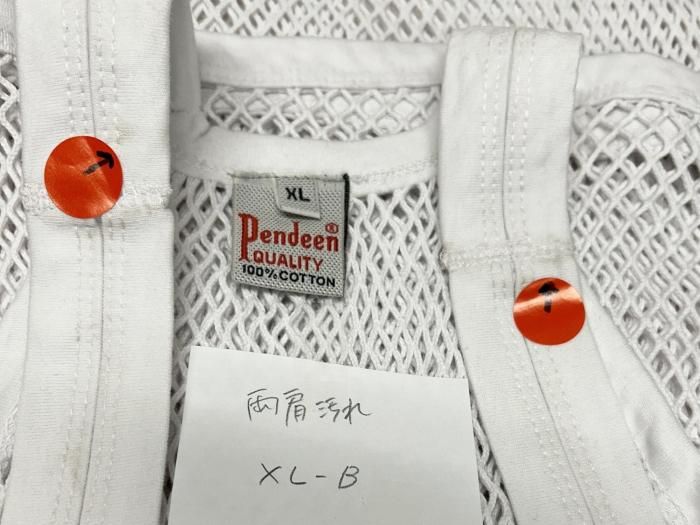 XL
Pendeen®
QUALITY
100% COTTON
両肩汚れ
XL-B